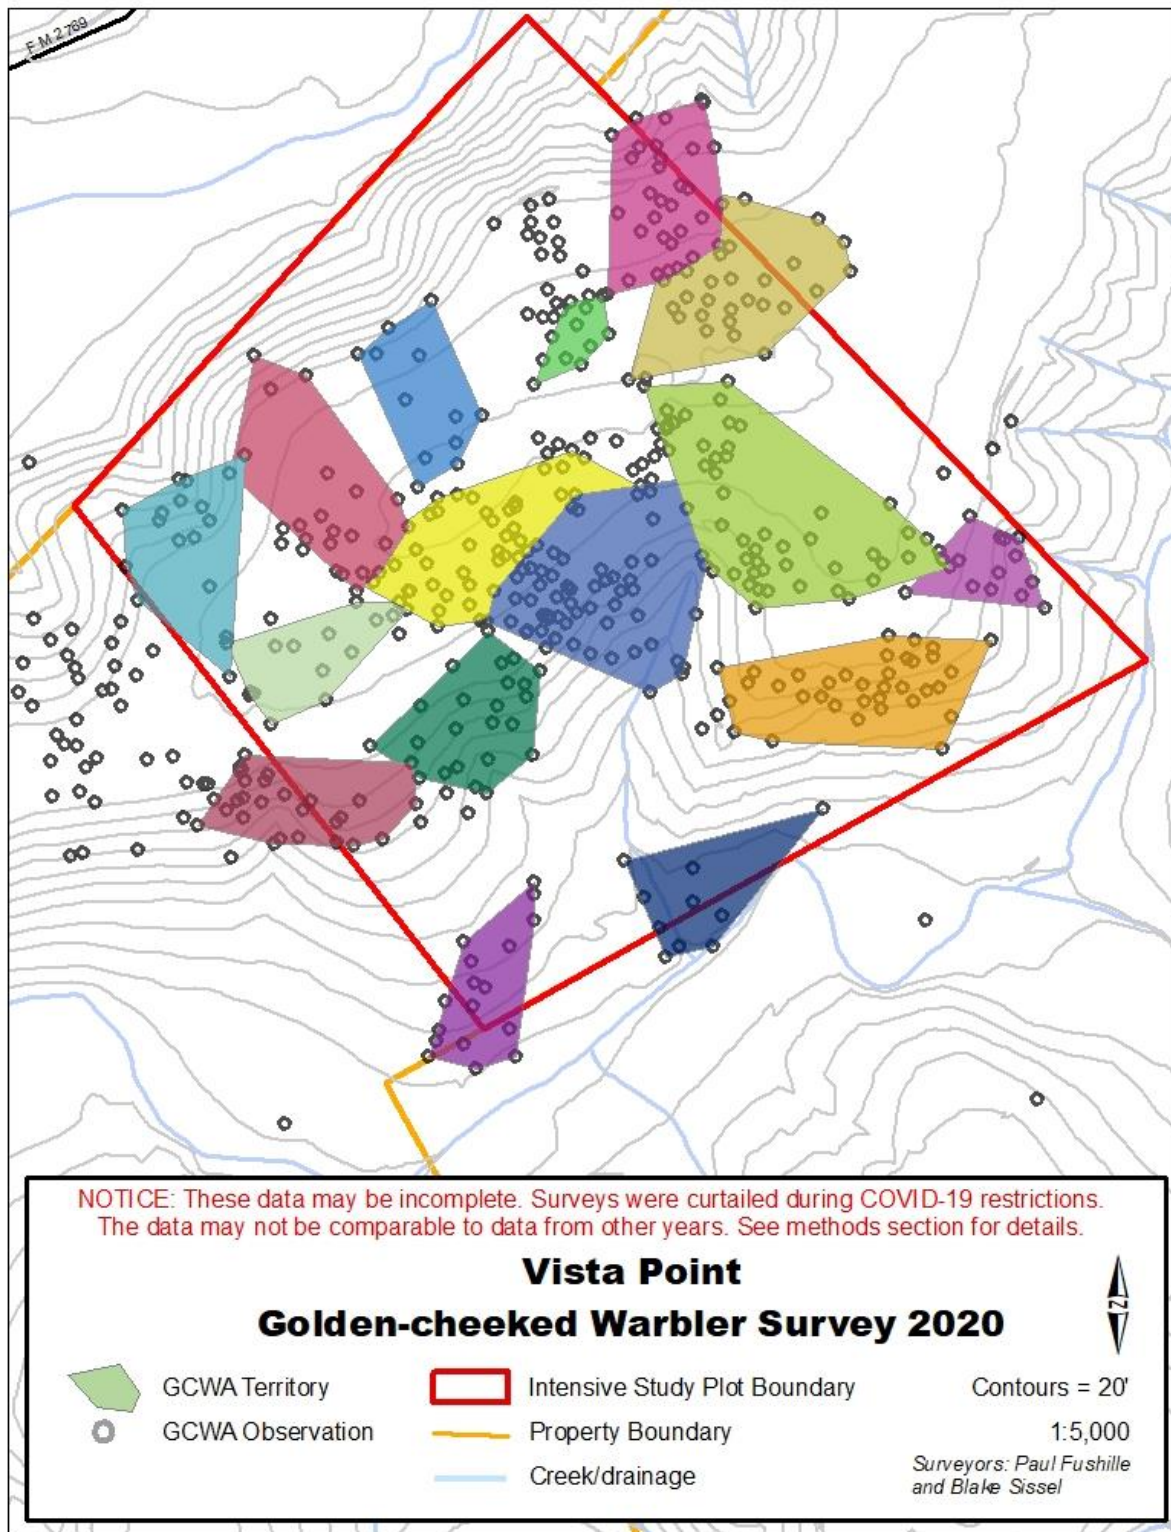 F M 2769
NOTICE: These data may be incomplete. Surveys were curtailed during COVID-19 restrictions.
The data may not be comparable to data from other years. See methods section for details.
Vista Point
Golden-cheeked Warbler Survey 2020
N
GCWA Territory
Intensive Study Plot Boundary
Contours = 20'
GCWA Observation
Property Boundary
1:5,000
Creek/drainage
Surveyors: Paul Fushille
and Blake Sissel